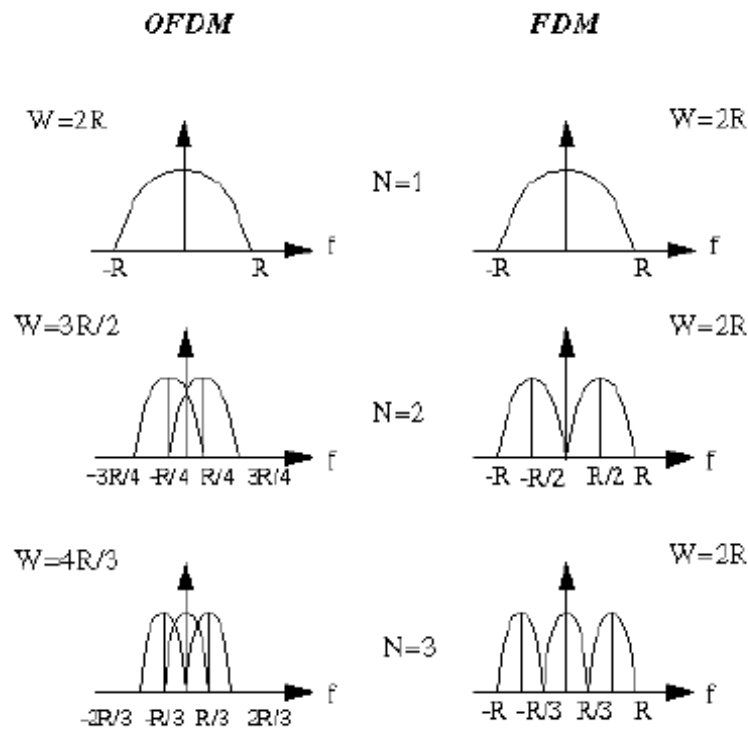 OFDM FDM
W=2R W=2R
N=1
-R R f -R R f
W=3R/2 W=2R
N=2
-3R/4 -R/4 R/4 3R/4 f -R -R/2 R/2 R f
W=4R/3 W=2R
N=3
-2R/3 -R/3 R/3 2R/3 f -R -R/3 R/3 R f